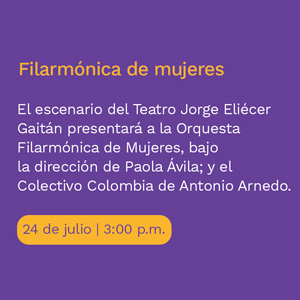 Filarmónica de mujeres
El escenario del Teatro Jorge Eliécer
Gaitán presentará a la Orquesta
Filarmónica de Mujeres, bajo
la dirección de Paola Ávila; y el
Colectivo Colombia de Antonio Arnedo.
24 de julio | 3:00 p.m.